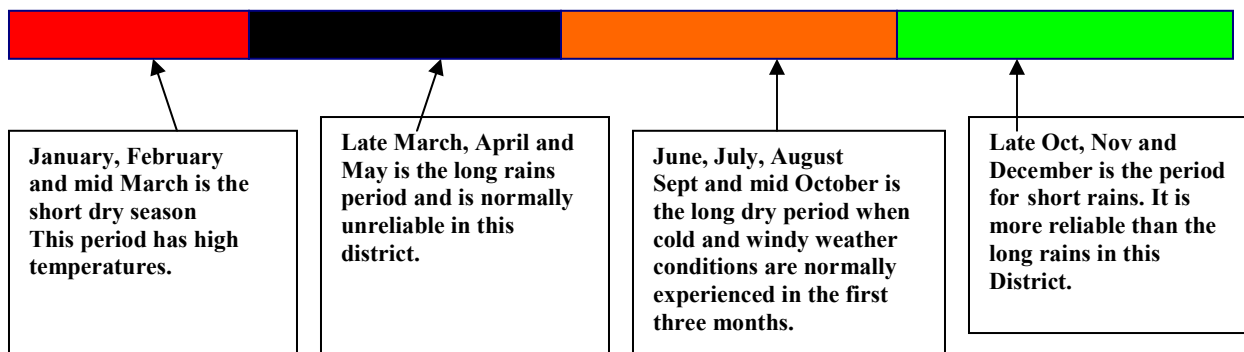 January, February
and mid March is the
short dry season
This period has high
temperatures.
Late March, April and
May is the long rains
period and is normally
unreliable in this
district.
June, July, August
Sept and mid October is
the long dry period when
cold and windy weather
conditions are normally
experienced in the first
three months.
Late Oct, Nov and
December is the period
for short rains. It is
more reliable than the
long rains in this
District.